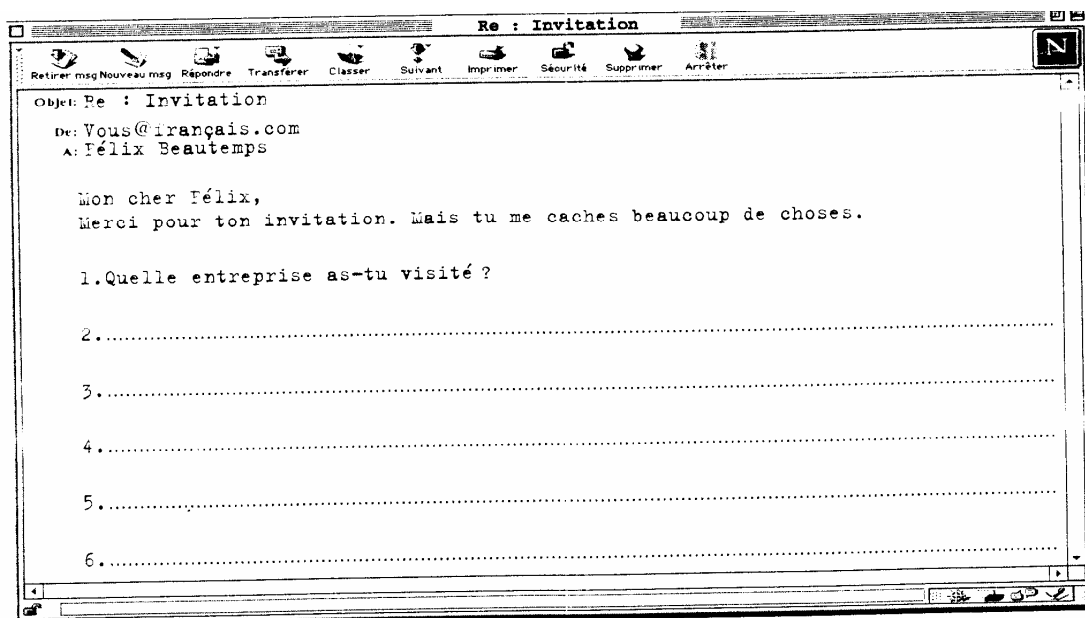 Re : Invitation
Retirer msg Nouveau msg Répondre Transférer Classer Suivant Imprimer Sécurité Supprimer Arrêter
N
Objet: Re : Invitation
De: Vous@français.com
A: Félix Beautemps
Mon cher Félix,
Merci pour ton invitation. Mais tu me caches beaucoup de choses.
1.Quelle entreprise as-tu visité ?
2.
3.
4.
5.
6.